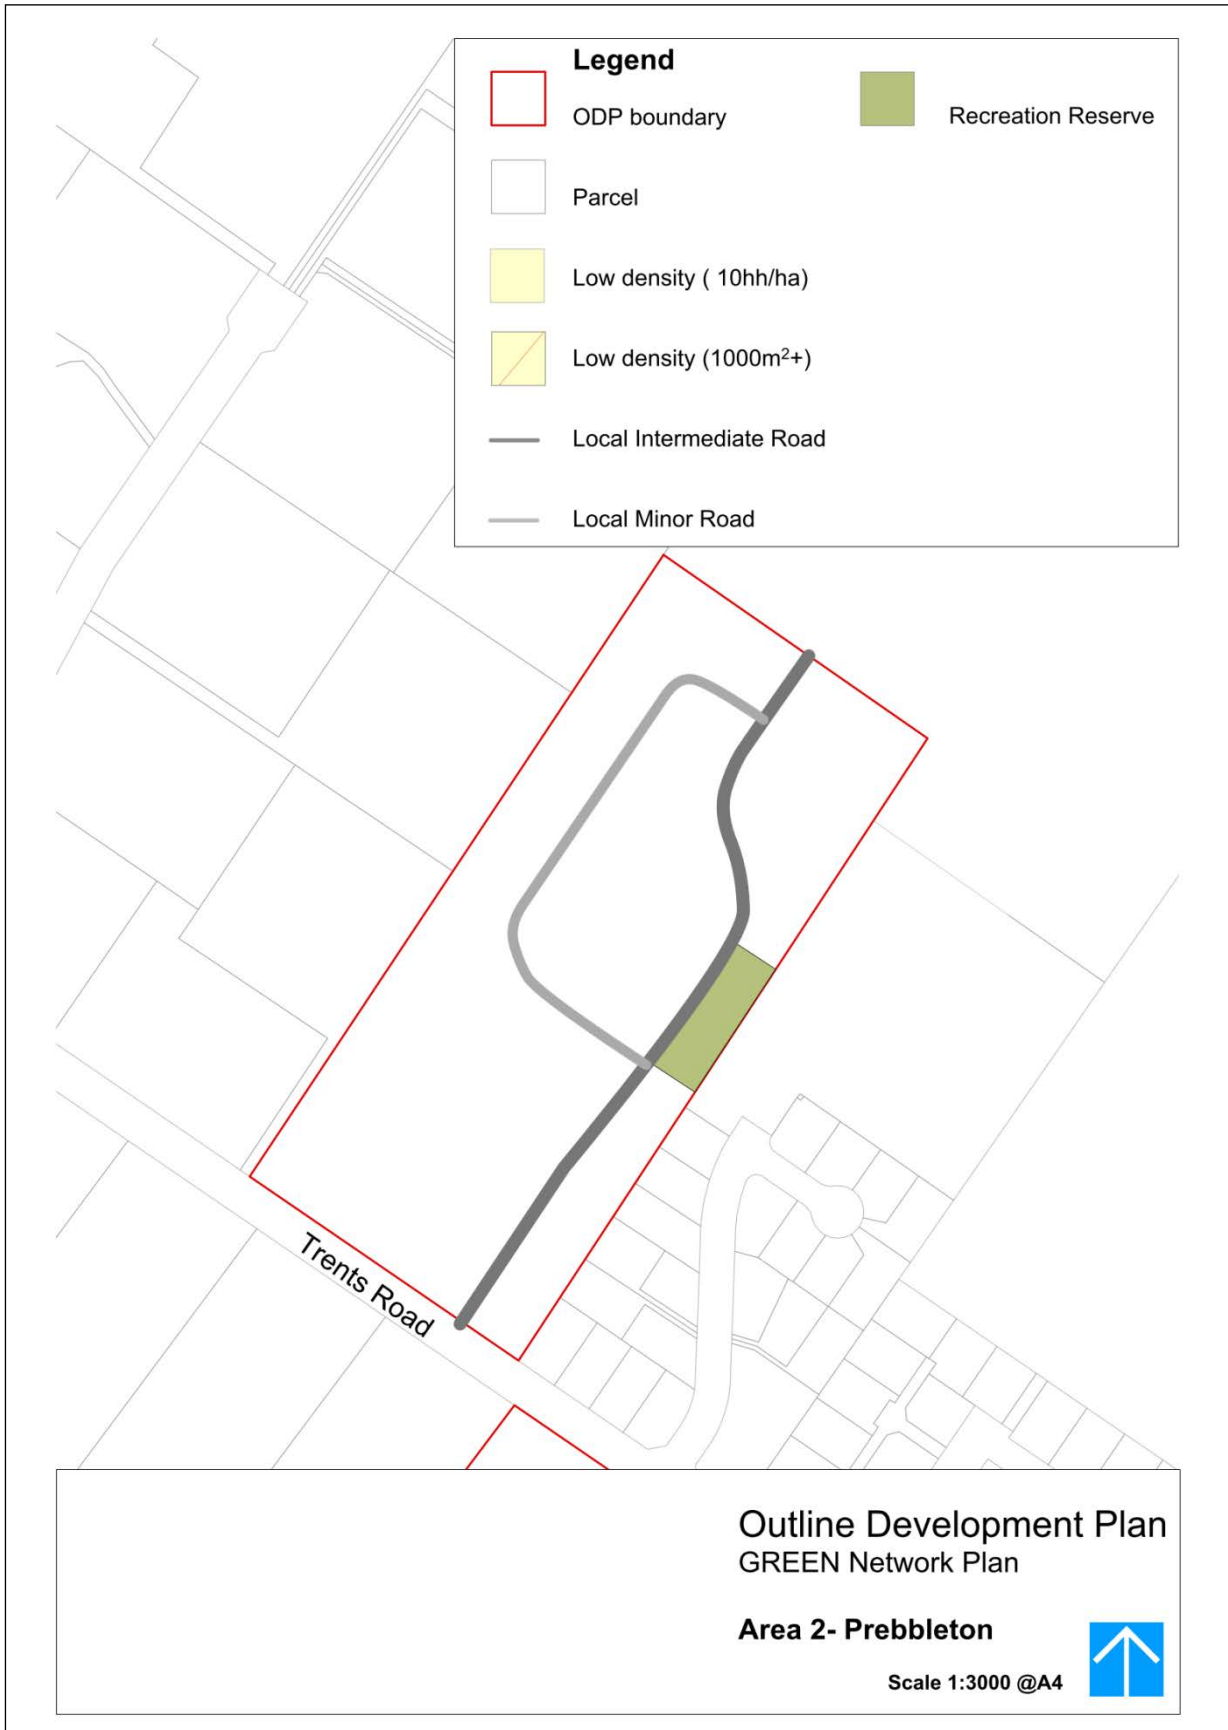 Legend
ODP boundary
Recreation Reserve
Parcel
Low density ( 10hh/ha)
Low density (1000m²+)
Local Intermediate Road
Local Minor Road
Trents Road
Outline Development Plan
GREEN Network Plan
Area 2- Prebbleton
Scale 1:3000 @A4